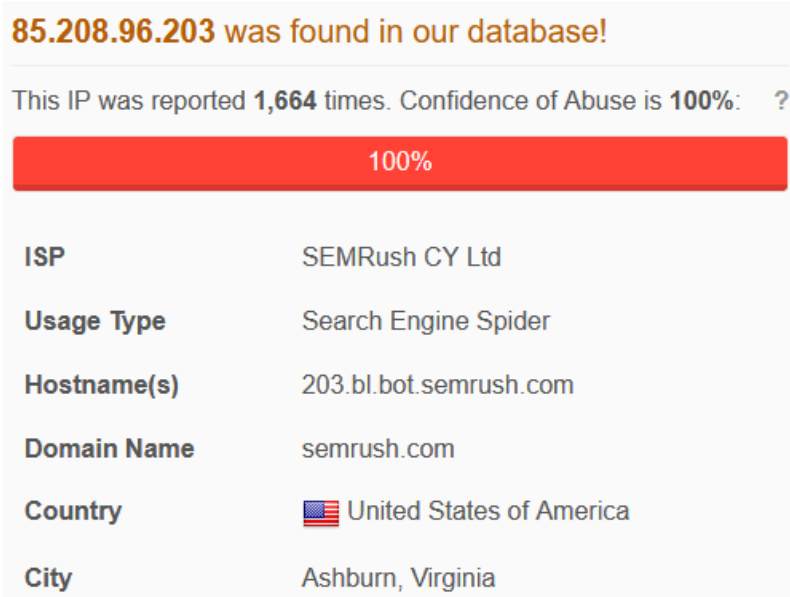 85.208.96.203 was found in our database!
This IP was reported 1,664 times. Confidence of Abuse is 100%: ?
100%
ISP SEMRush CY Ltd
Usage Type Search Engine Spider
Hostname(s) 203.bl.bot.semrush.com
Domain Name semrush.com
Country United States of America
City Ashburn, Virginia